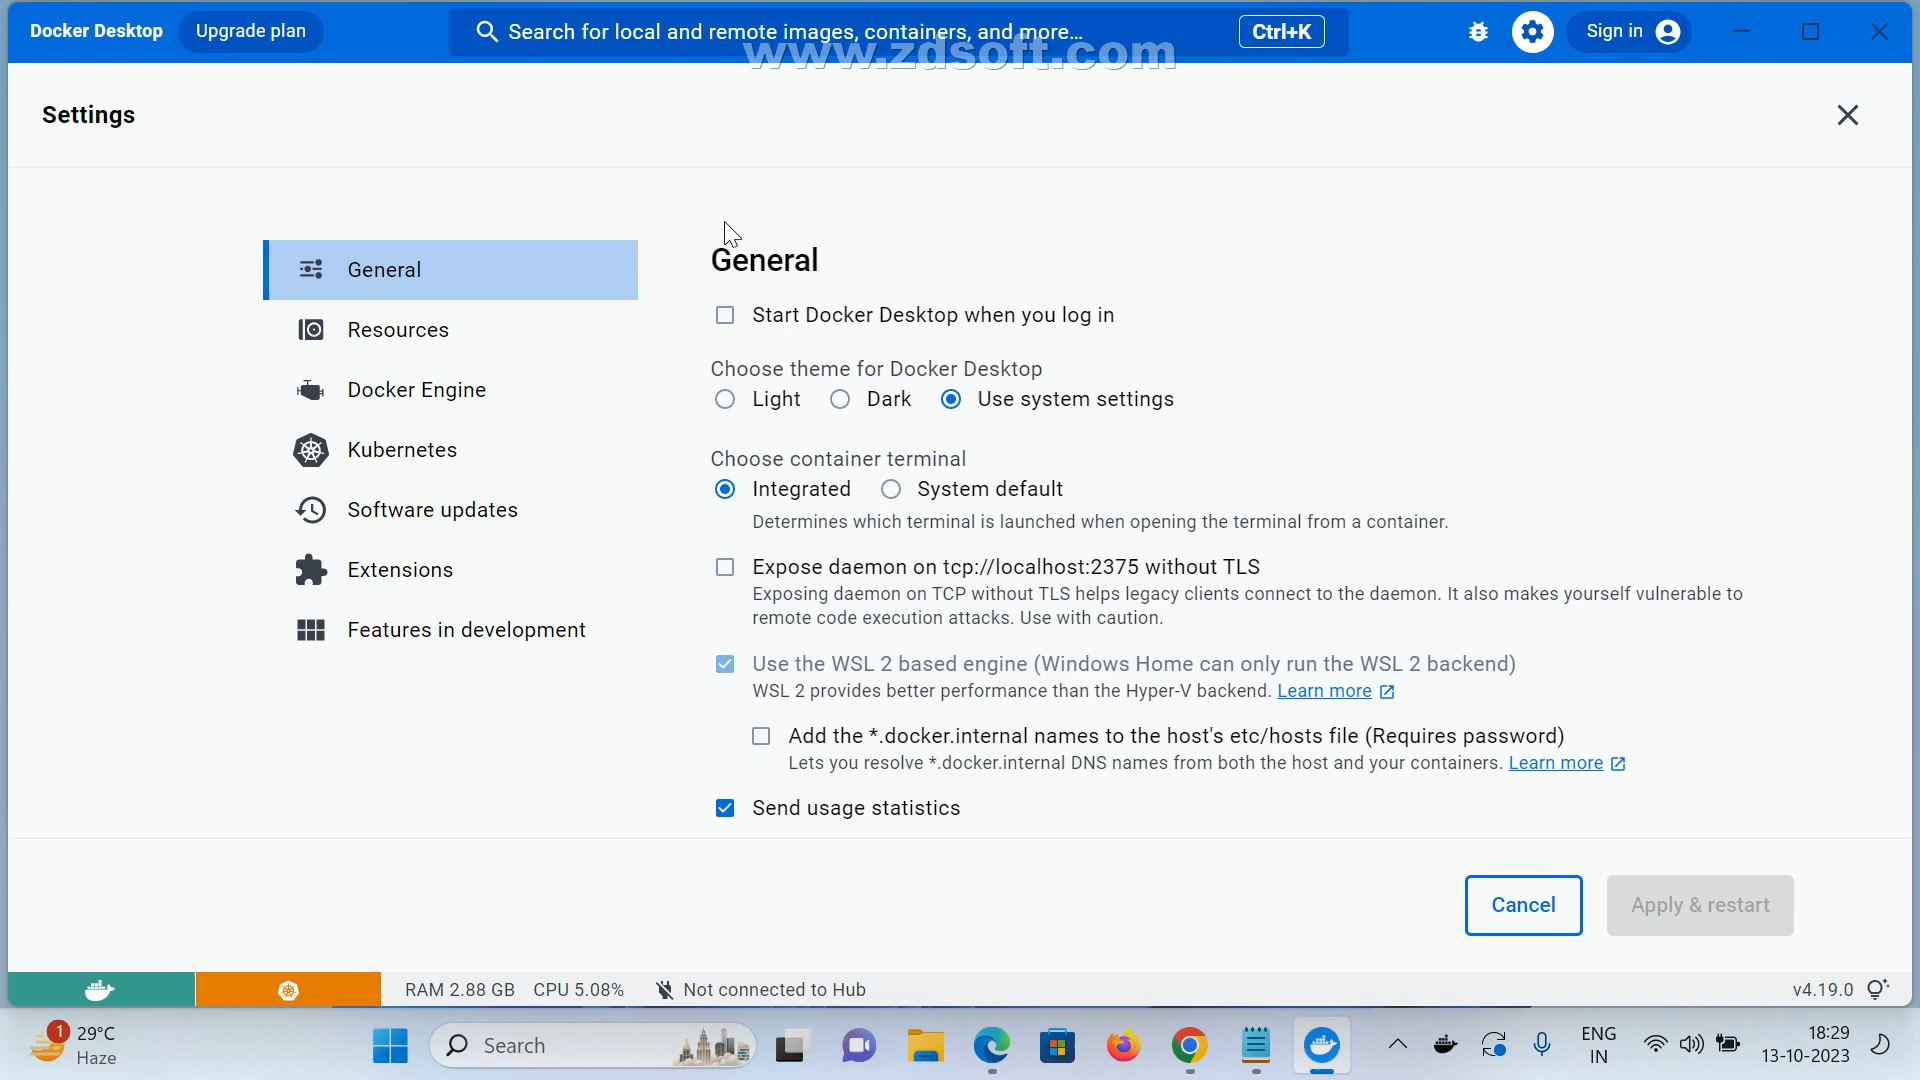 Docker Desktop
Upgrade plan
Search for local and remote images, containers, and more...
Ctrl+K
Sign in
www.zdsoft.com
Settings
General
Resources
Docker Engine
Kubernetes
Software updates
Extensions
Features in development
General
Start Docker Desktop when you log in
Choose theme for Docker Desktop
Light Dark Use system settings
Choose container terminal
Integrated System default
Determines which terminal is launched when opening the terminal from a container.
Expose daemon on tcp://localhost:2375 without TLS
Exposing daemon on TCP without TLS helps legacy clients connect to the daemon. It also makes yourself vulnerable to
remote code execution attacks. Use with caution.
Use the WSL 2 based engine (Windows Home can only run the WSL 2 backend)
WSL 2 provides better performance than the Hyper-V backend. Learn more
Add the *.docker.internal names to the host's etc/hosts file (Requires password)
Lets you resolve *.docker.internal DNS names from both the host and your containers. Learn more
Send usage statistics
Cancel
Apply & restart
RAM 2.88 GB CPU 5.08% Not connected to Hub
v4.19.0
1
29°C
Haze
Search
ENG
IN
18:29
13-10-2023